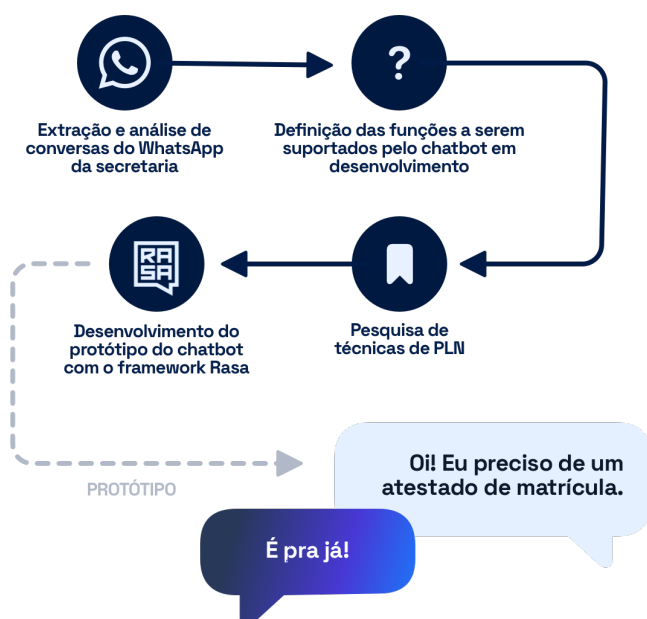 ?
Extração e análise de
conversas do WhatsApp
da secretaria
Definição das funções a serem
suportados pelo chatbot em
desenvolvimento
RA
SA
Desenvolvimento do
protótipo do chatbot
com o framework Rasa
Pesquisa de
técnicas de PLN
PROTÓTIPO
Oi! Eu preciso de um
atestado de matrícula.
É pra já!